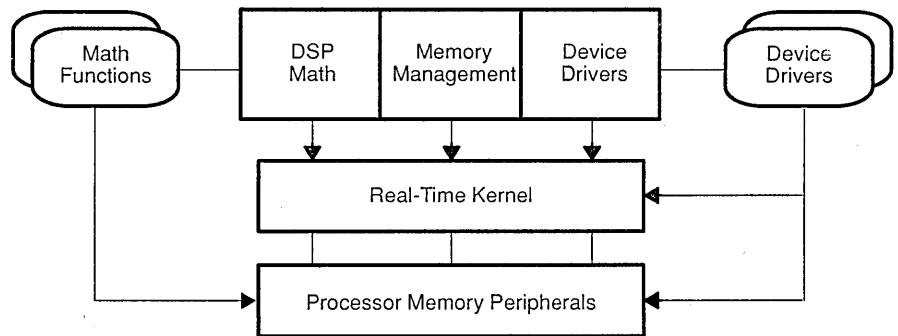 Math
Functions
DSP
Math
Memory
Management
Device
Drivers
Device
Drivers
Real-Time Kernel
Processor Memory Peripherals